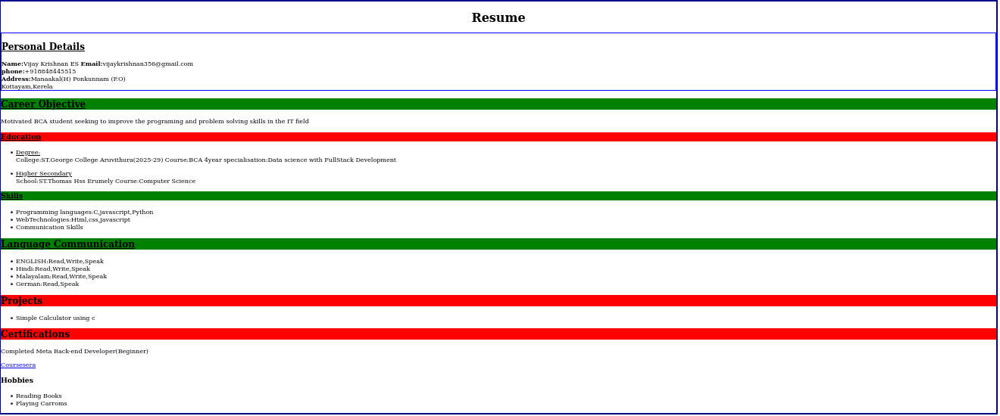 Resume
Personal Details
Name:Vijay Krishnan ES Email:vijaykrishnan356@gmail.com
phone:+918848445515
Address:Manaakal(H) Ponkunnam (P.O)
Kottayam,Kerela
Career Objective
Motivated BCA student seeking to improve the programing and problem solving skills in the IT field
Education
• Degree:
College:ST.George College Aruvithura(2025-29) Course:BCA 4year specialisation:Data science with FullStack Development
• Higher Secondary
School:ST.Thomas Hss Erumely Course:Computer Science
Skills
• Programming languages:C,javascript,Python
• WebTechnologies:Html,css,javascript
• Communication Skills
Language Communication
• ENGLISH:Read,Write,Speak
• Hindi:Read,Write,Speak
• Malayalam:Read,Write,Speak
• German:Read,Speak
Projects
• Simple Calculator using c
Certifications
Completed Meta Back-end Developer(Beginner)
Coursesera
Hobbies
• Reading Books
• Playing Carroms